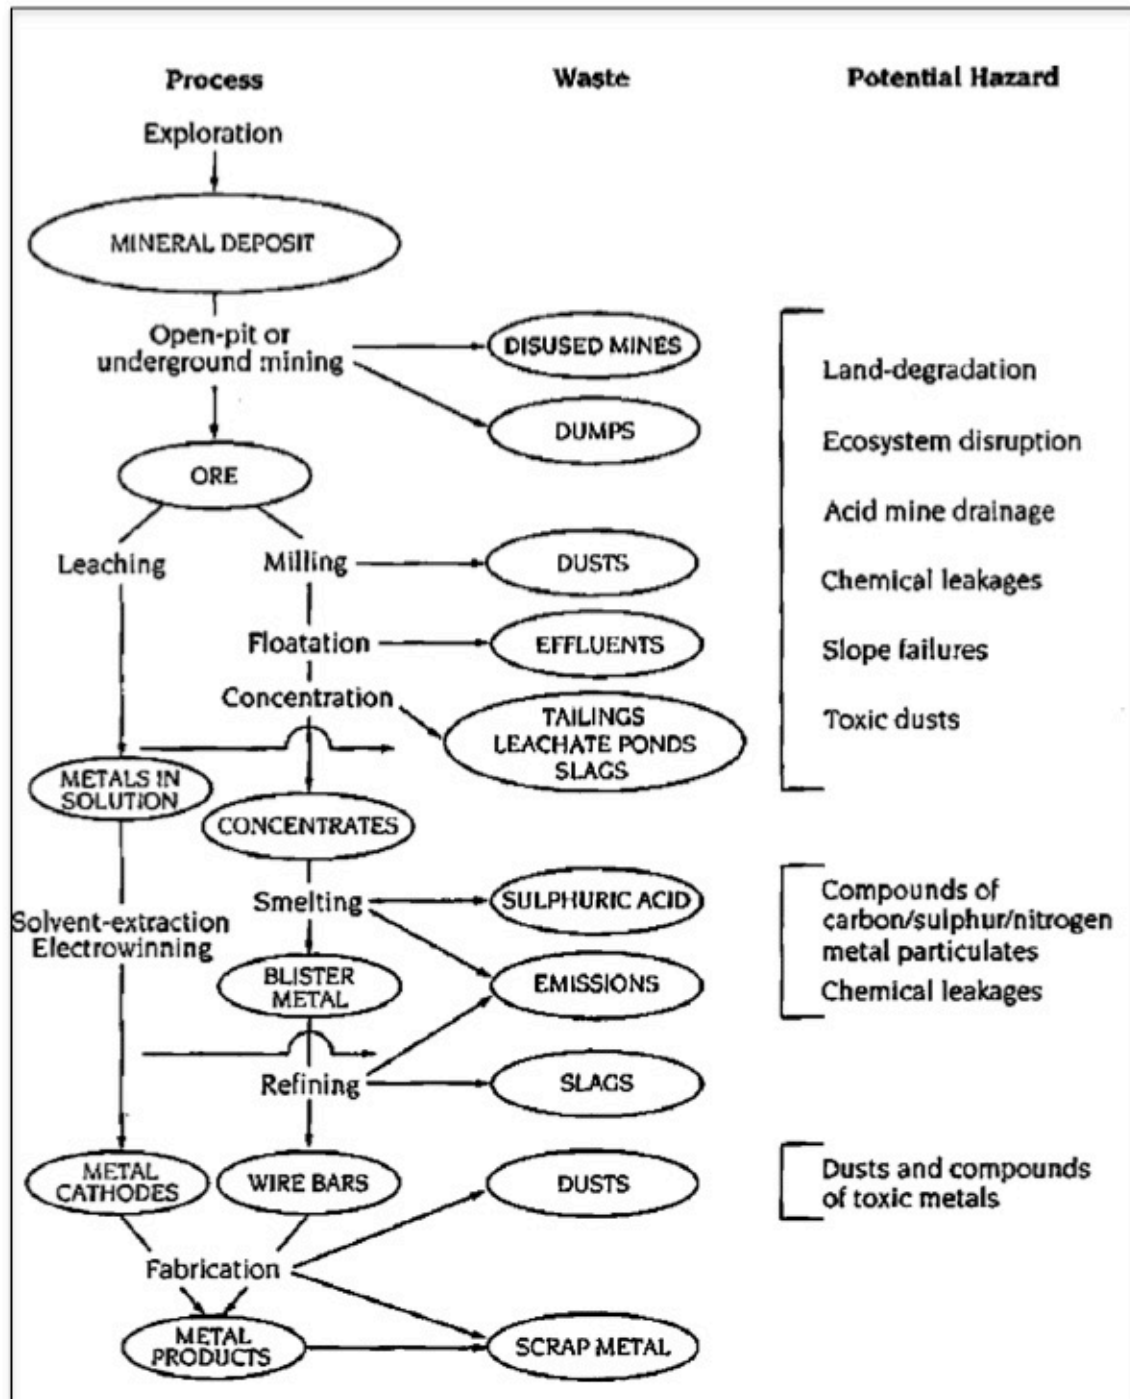 Process
Waste
Potential Hazard
Exploration
MINERAL DEPOSIT
Open-pit or
underground mining
DISUSED MINES
DUMPS
Land-degradation
Ecosystem disruption
Acid mine drainage
Chemical leakages
Slope failures
Toxic dusts
ORE
Leaching
Milling
DUSTS
Floatation
EFFLUENTS
Concentration
TAILINGS
LEACHATE PONDS
SLAGS
METALS IN
SOLUTION
CONCENTRATES
Smelting
SULPHURIC ACID
Compounds of
carbon/sulphur/nitrogen
metal particulates
Chemical leakages
Solvent-extraction
Electrowinning
BLISTER
METAL
EMISSIONS
Refining
SLAGS
METAL
CATHODES
WIRE BARS
DUSTS
Dusts and compounds
of toxic metals
Fabrication
METAL
PRODUCTS
SCRAP METAL